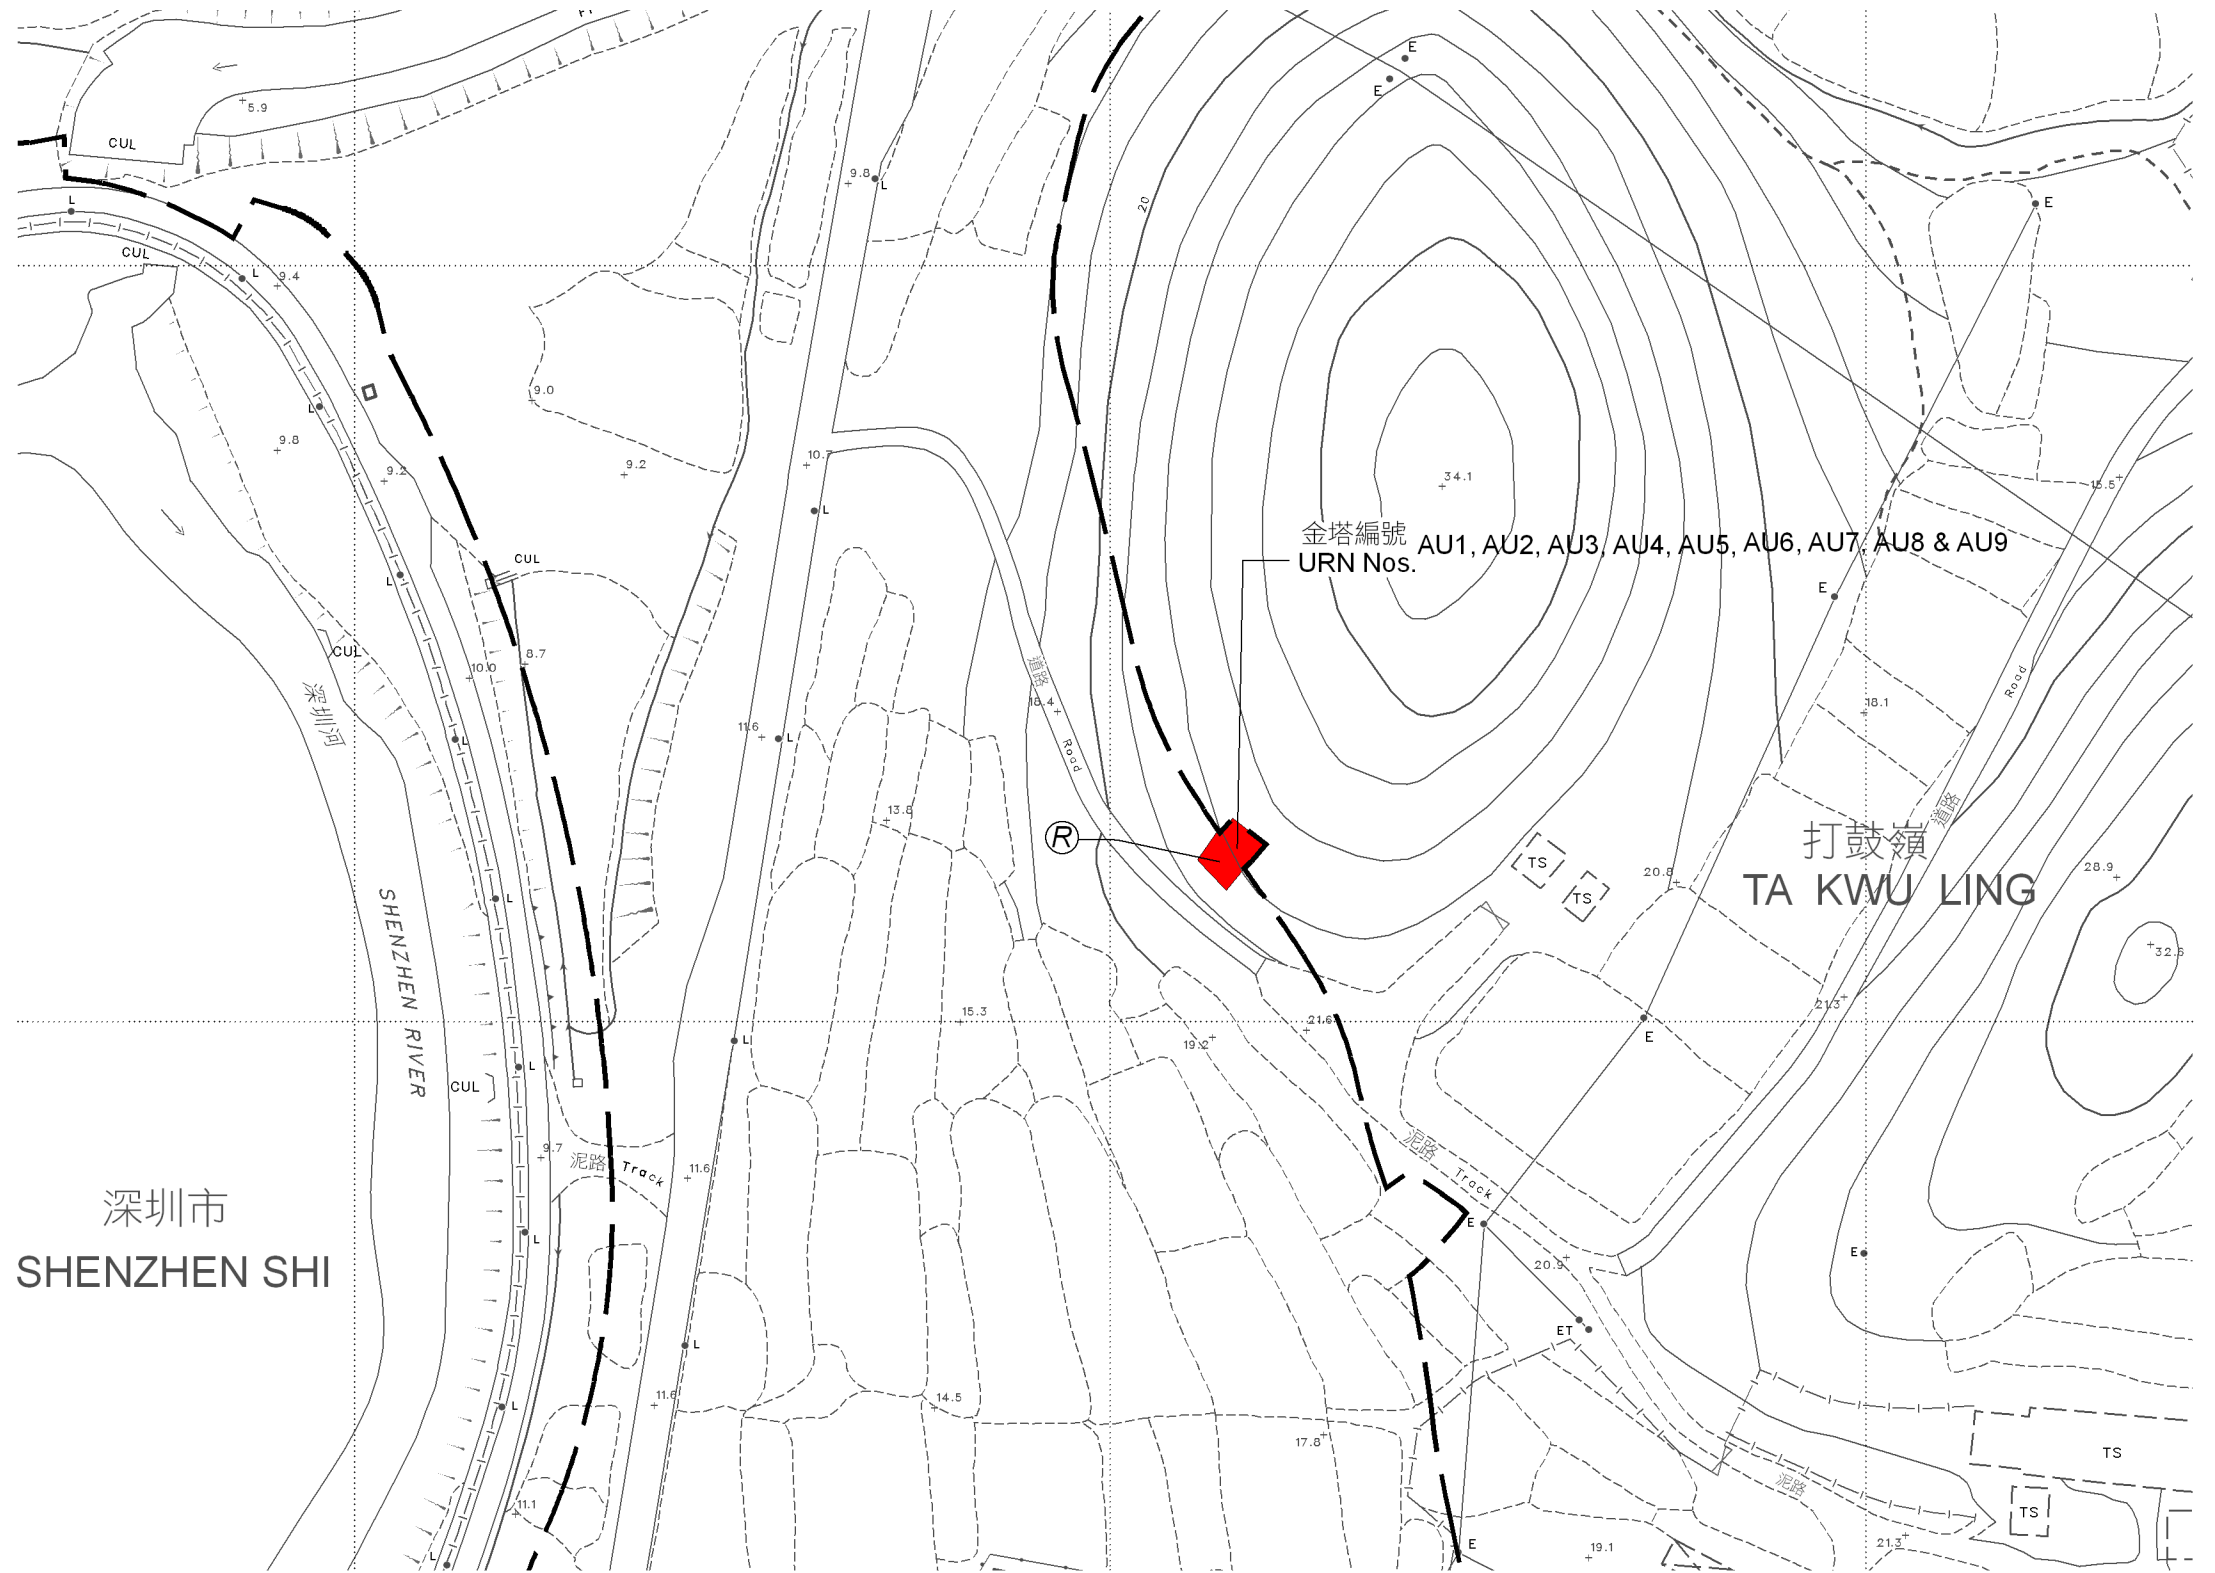 E
E
5.9
CUL
9.8
L
20
L
E
CUL
L
9.4
9.0
L
9.8
9.2
9.2
10.7
L
34.1
15.5
金塔編號
URN Nos.
AU1, AU2, AU3, AU4, AU5, AU6, AU7, AU8 & AU9
CUL
L
E
CUL
8.7
10.0
道路
Road
18.4
Road
道路
18.1
深圳河
L
11.6
L
13.8
R
TS
TS
20.8
打鼓嶺
TA KWU LING
28.9
SHENZHEN RIVER
L
32.6
15.3
21.6
21.3
19.2
E
L
L
CUL
9.7
泥路 Track
11.6
泥路 Track
E
深圳市
SHENZHEN SHI
L
E
20.9
ET
L
L
11.6
14.5
17.8
TS
泥路
TS
11.1
L
E
19.1
21.3